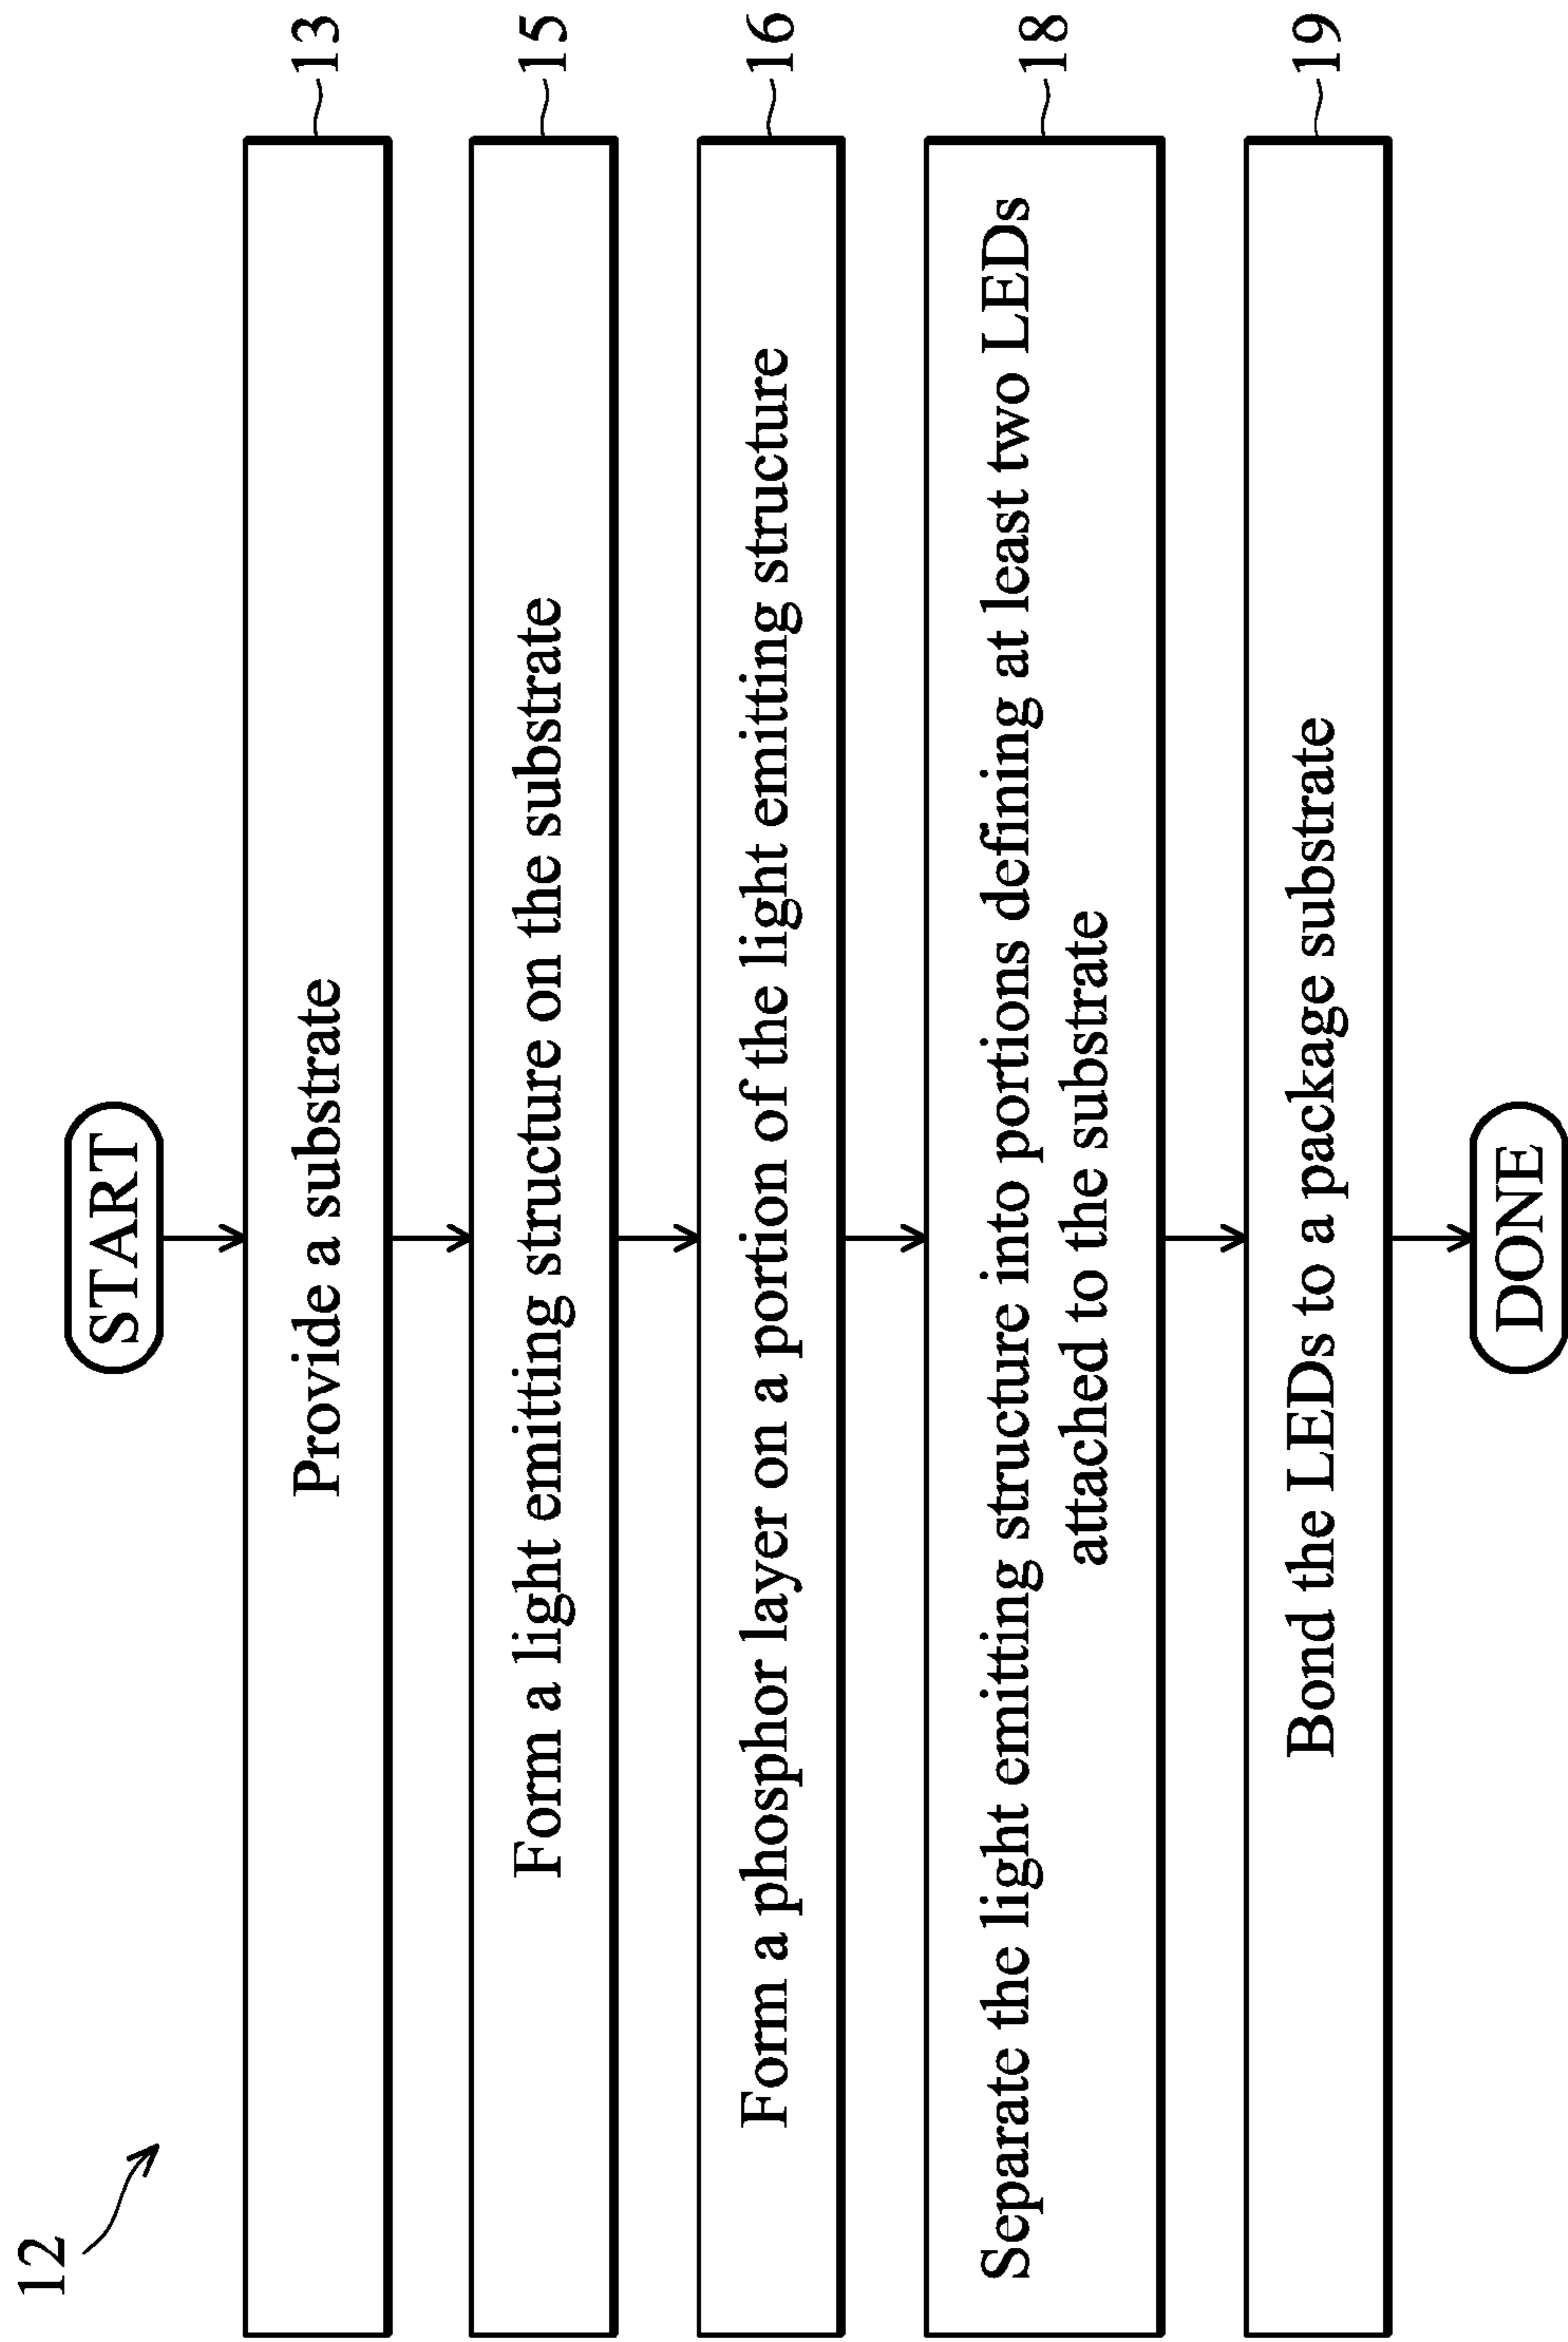 12
START
Provide a substrate
13
Form a light emitting structure on the substrate
15
Form a phosphor layer on a portion of the light emitting structure
16
Separate the light emitting structure into portions defining at least two LEDs
attached to the substrate
18
Bond the LEDs to a package substrate
19
DONE